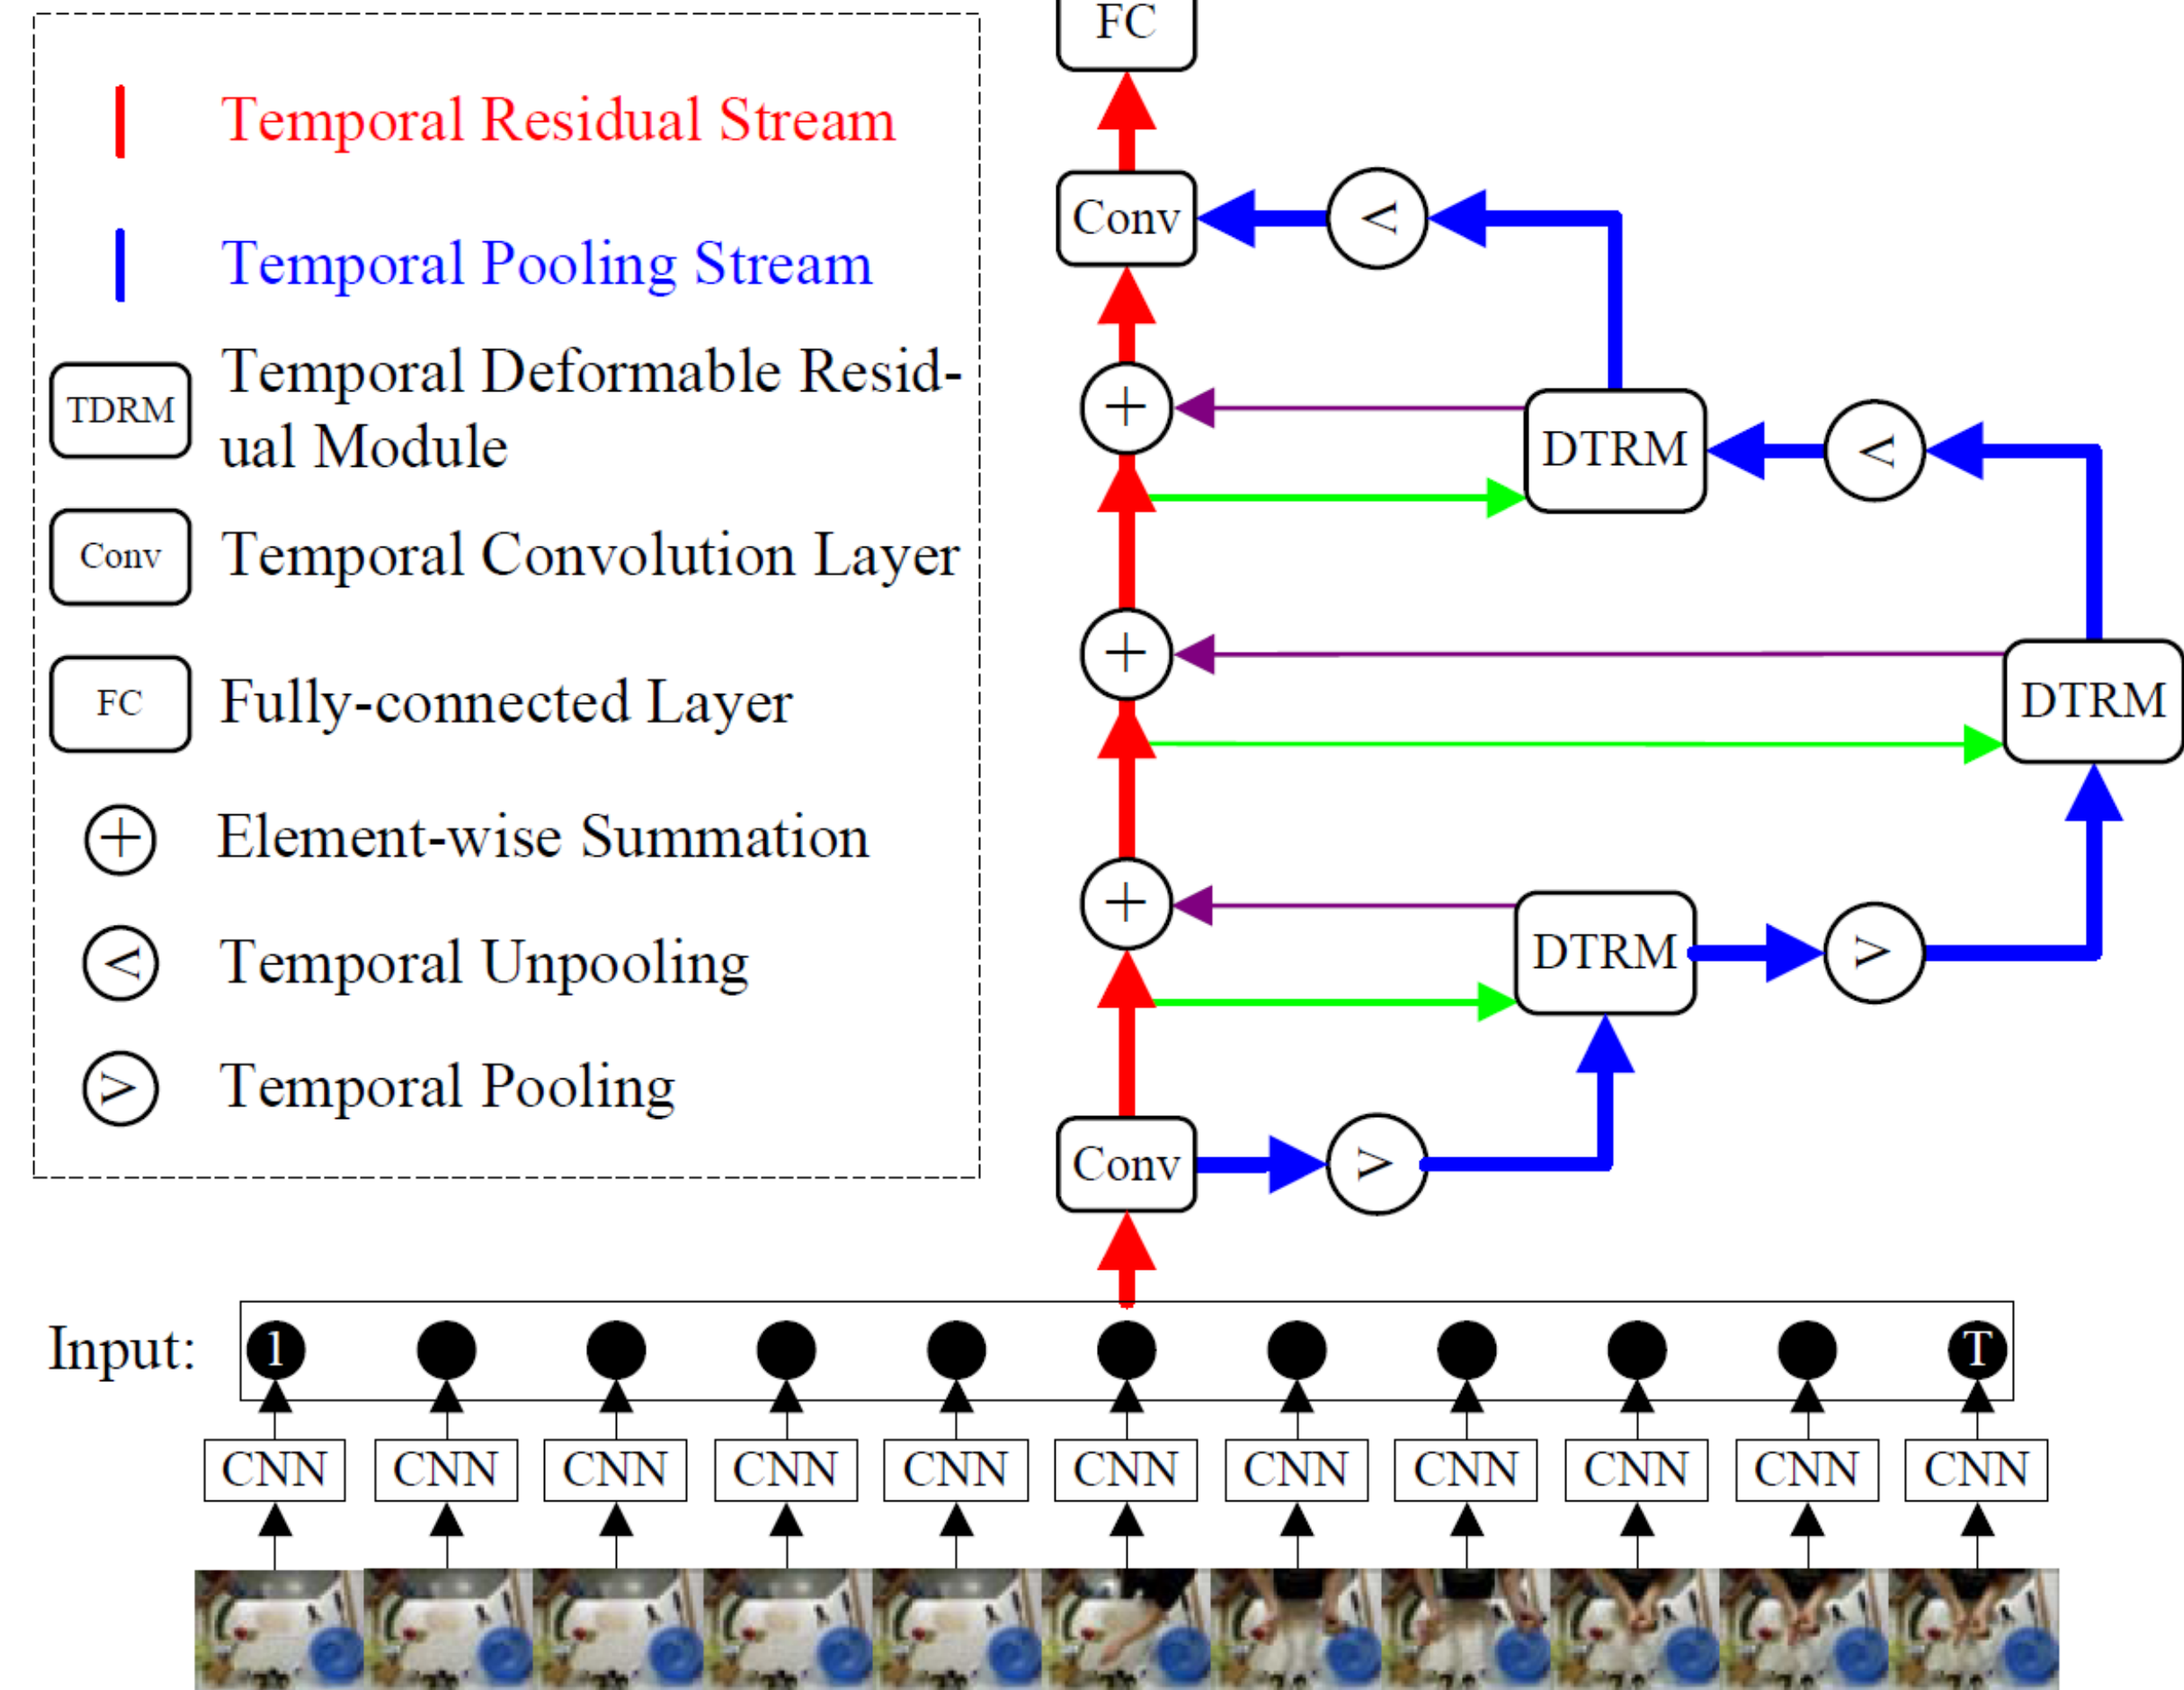 Temporal Residual Stream
Temporal Pooling Stream
TDRM
Temporal Deformable Resid-
ual Module
Conv
Temporal Convolution Layer
FC
Fully-connected Layer
+
Element-wise Summation
<
Temporal Unpooling
>
Temporal Pooling
FC
Conv
<
+
DTRM
<
+
DTRM
+
DTRM
>
Conv
>
Input:
1
T
CNN CNN CNN CNN CNN CNN CNN CNN CNN CNN CNN